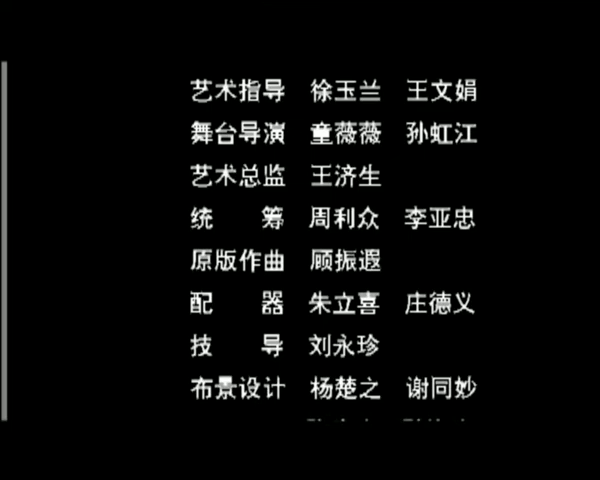 艺术指导 徐玉兰 王文娟
舞台导演 童薇薇 孙虹江
艺术总监 王济生
统筹 周利众 李亚忠
原版作曲 顾振遐
配器 朱立熹 庄德义
技导 刘永珍
布景设计 杨楚之 谢同妙